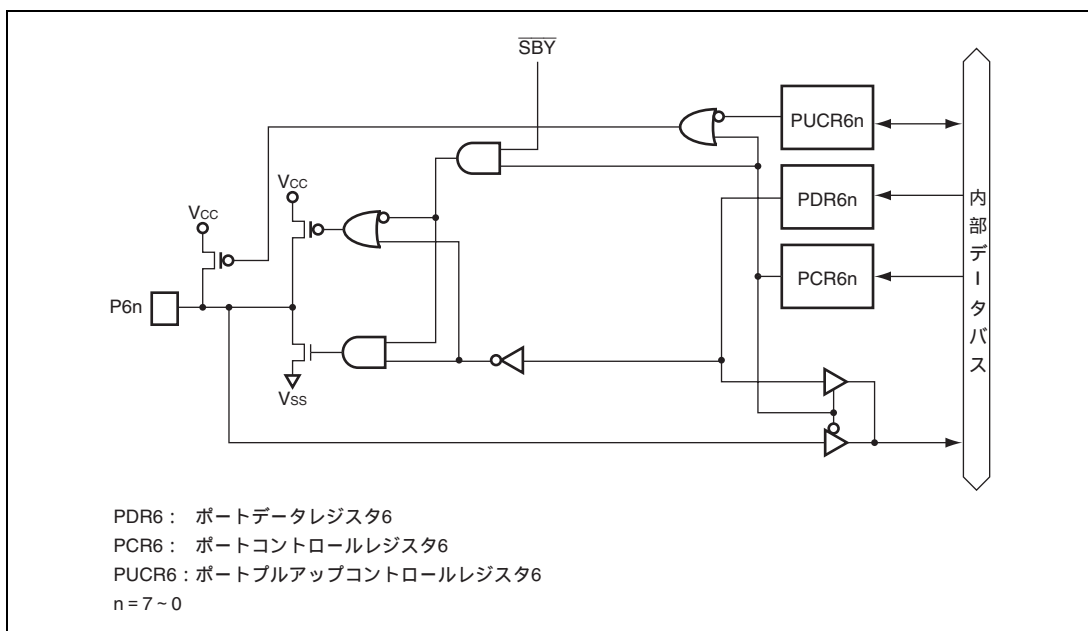 SBY
PUCR6n
PDR6n
PCR6n
内部データバス
VCC
VCC
P6n
VSS
PDR6： ポートデータレジスタ6
PCR6： ポートコントロールレジスタ6
PUCR6：ポートプルアップコントロールレジスタ6
n = 7 ~ 0